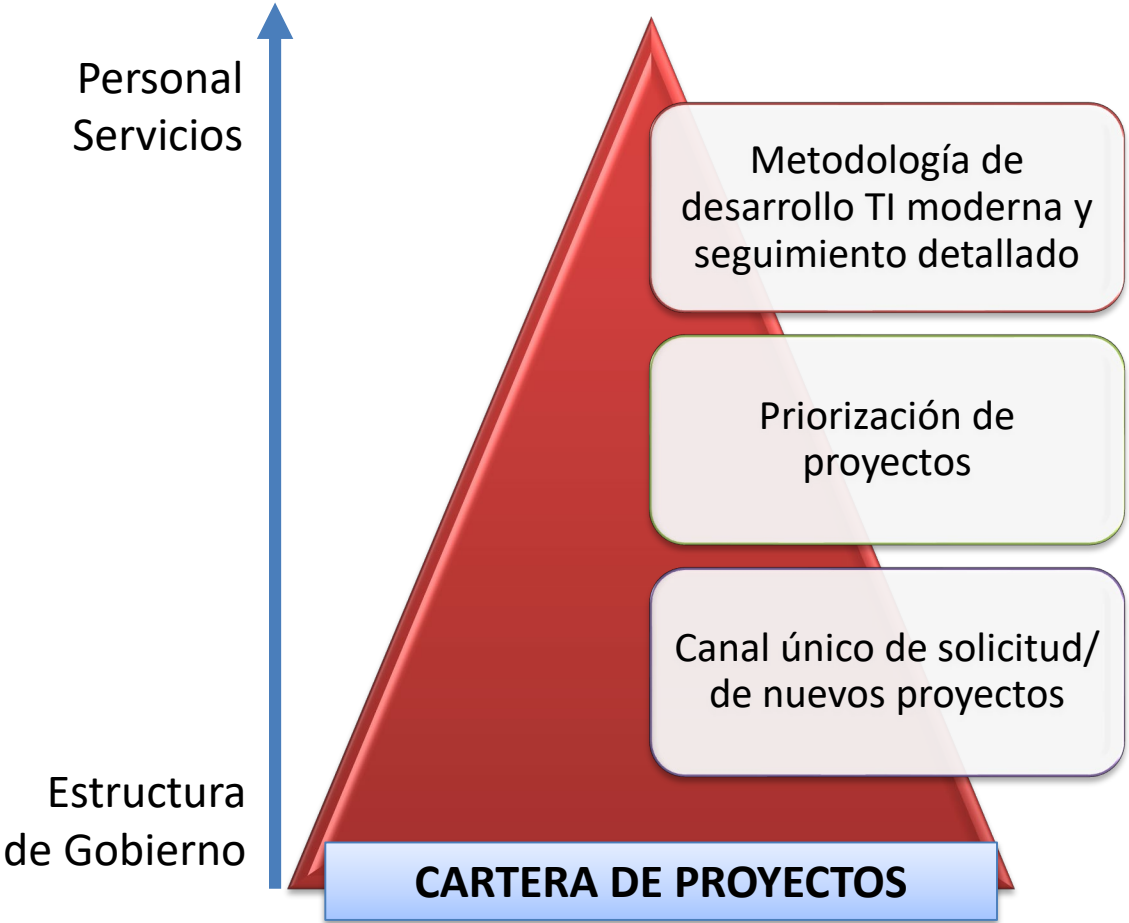 Personal
Servicios
Metodología de
desarrollo TI moderna y
seguimiento detallado
Priorización de
proyectos
Canal único de solicitud/
de nuevos proyectos
Estructura
de Gobierno
CARTERA DE PROYECTOS